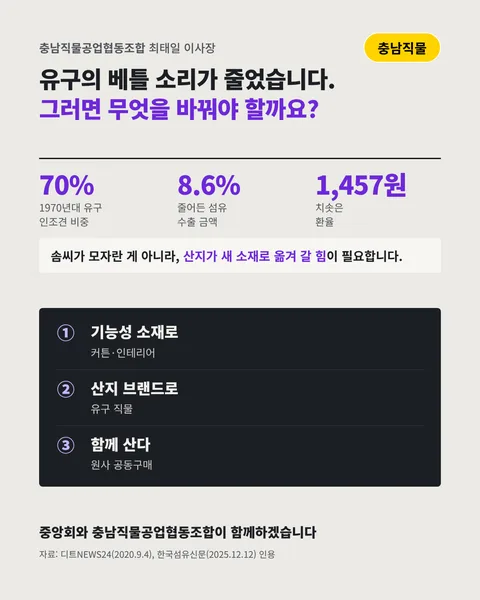 충남직물공업협동조합 최태일 이사장
충남직물
유구의 베틀 소리가 줄었습니다.
그러면 무엇을 바꿔야 할까요?
70%
1970년대 유구
인조견 비중
8.6%
줄어든 섬유
수출 금액
1,457원
치솟은
환율
솜씨가 모자란 게 아니라, 산지가 새 소재로 옮겨 갈 힘이 필요합니다.
① 기능성 소재로
커튼·인테리어
② 산지 브랜드로
유구 직물
③ 함께 산다
원사 공동구매
중앙회와 충남직물공업협동조합이 함께하겠습니다
자료: 디트NEWS24(2020.9.4), 한국섬유신문(2025.12.12) 인용